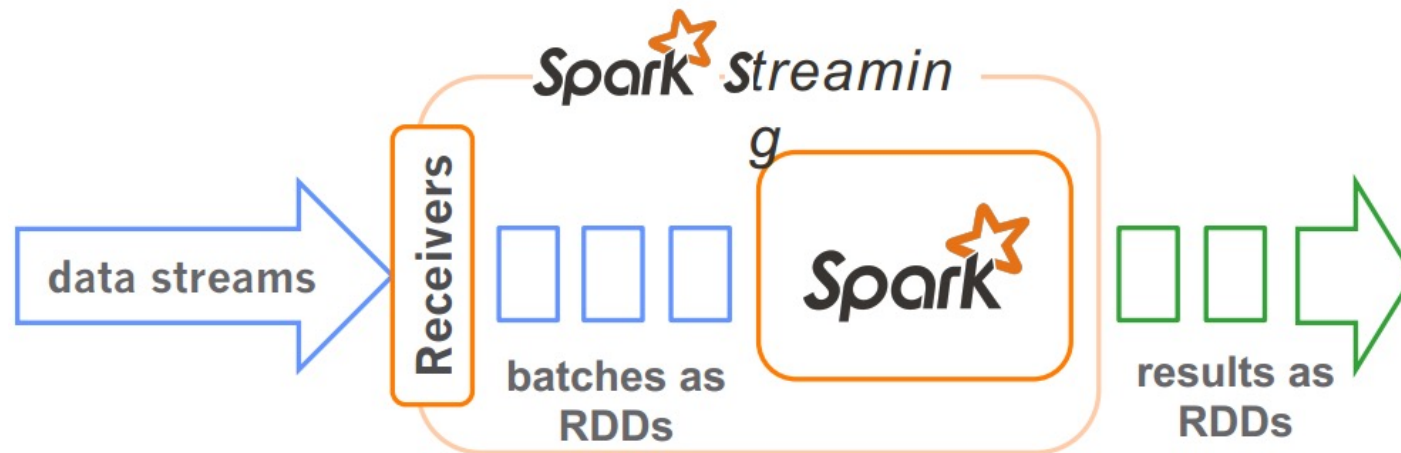 Spark Streamin
g
data streams
Receivers
batches as
RDDs
Spark
results as
RDDs